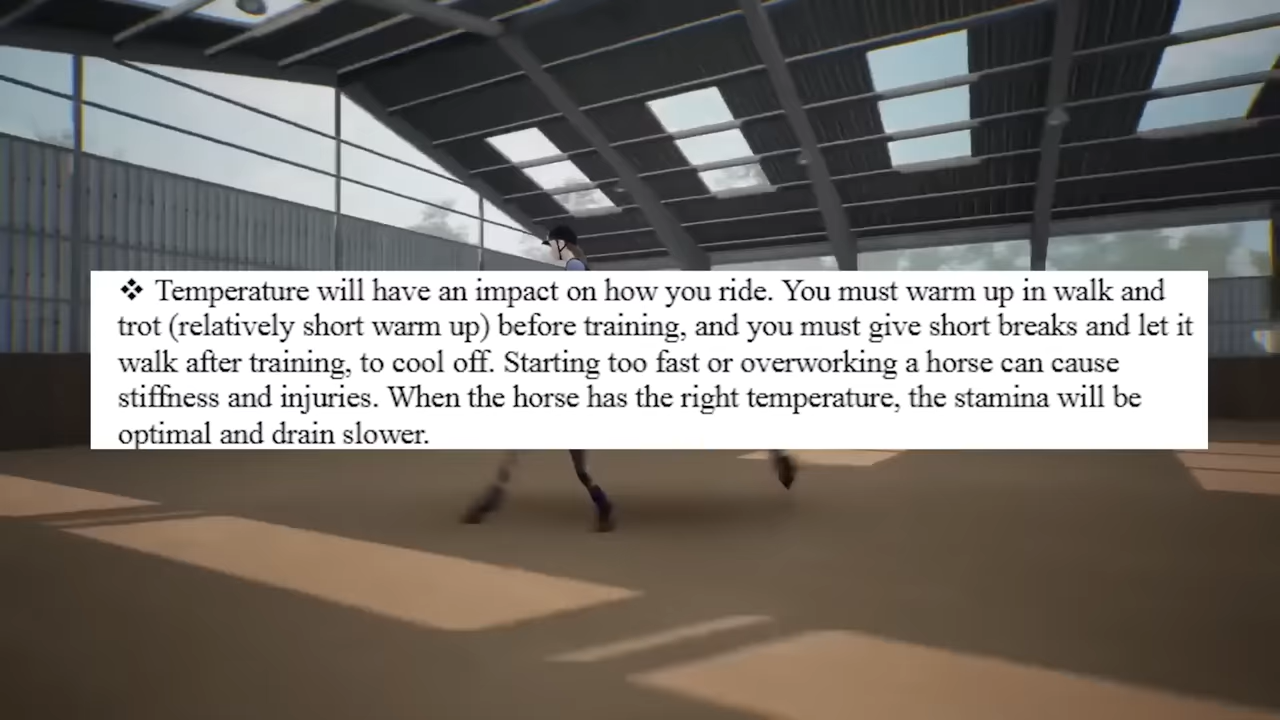 ❖ Temperature will have an impact on how you ride. You must warm up in walk and
trot (relatively short warm up) before training, and you must give short breaks and let it
walk after training, to cool off. Starting too fast or overworking a horse can cause
stiffness and injuries. When the horse has the right temperature, the stamina will be
optimal and drain slower.